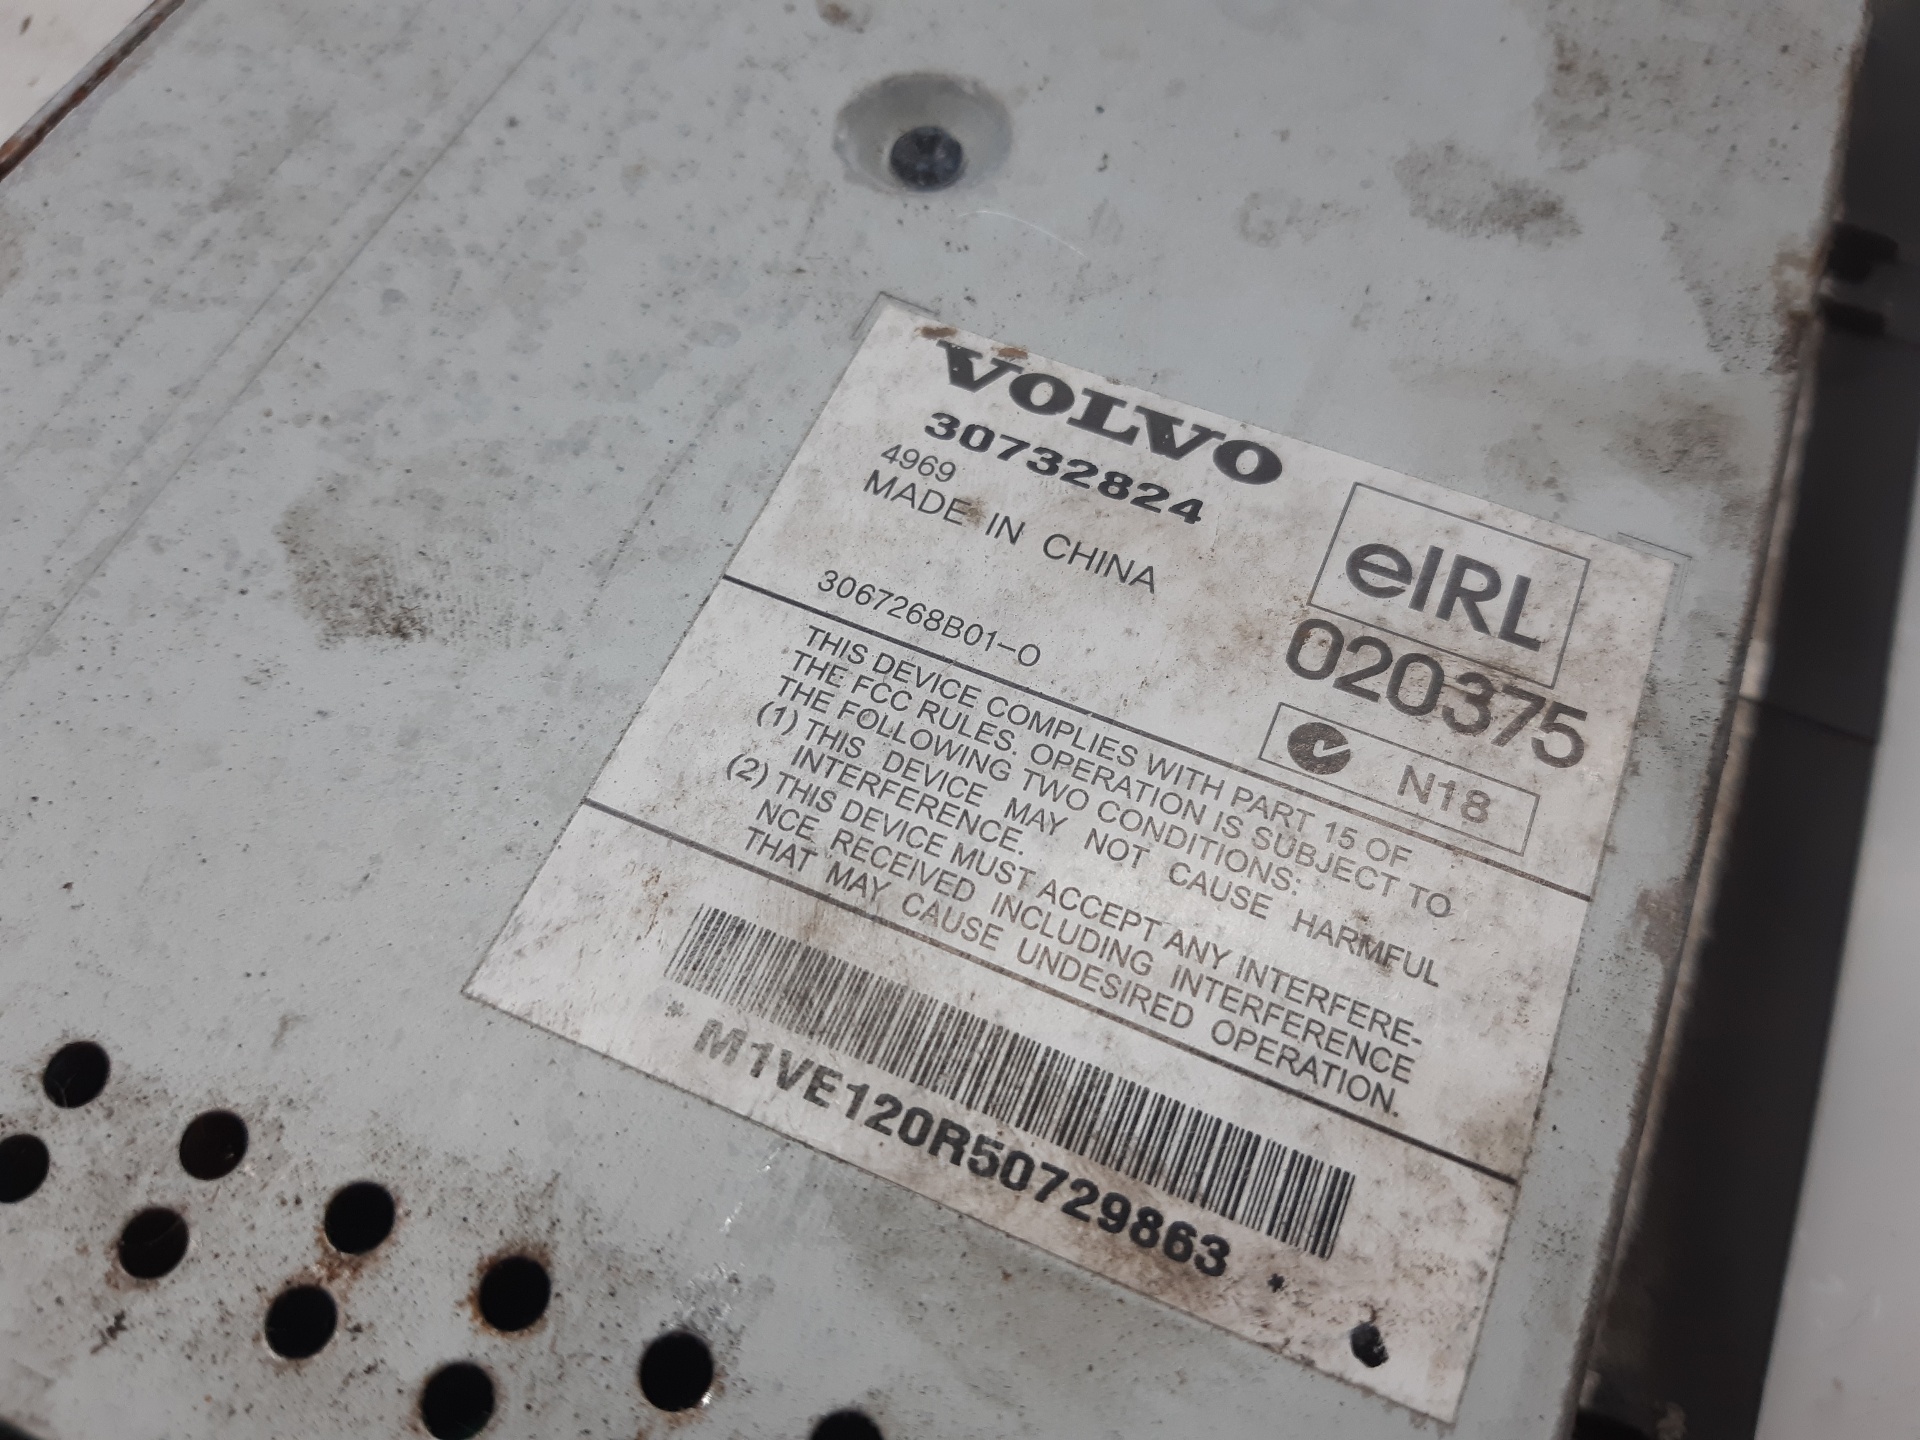 VOLVO
30732824
4969
MADE IN CHINA
3067268B01-O
eIRL
020375
N18
THIS DEVICE COMPLIES WITH PART 15 OF
THE FCC RULES. OPERATION IS SUBJECT TO
THE FOLLOWING TWO CONDITIONS:
(1) THIS DEVICE MAY NOT CAUSE HARMFUL
INTERFERENCE.
(2) THIS DEVICE MUST ACCEPT ANY INTERFERE-
NCE RECEIVED INCLUDING INTERFERENCE
THAT MAY CAUSE UNDESIRED OPERATION.
* M1VE120R50729863 *